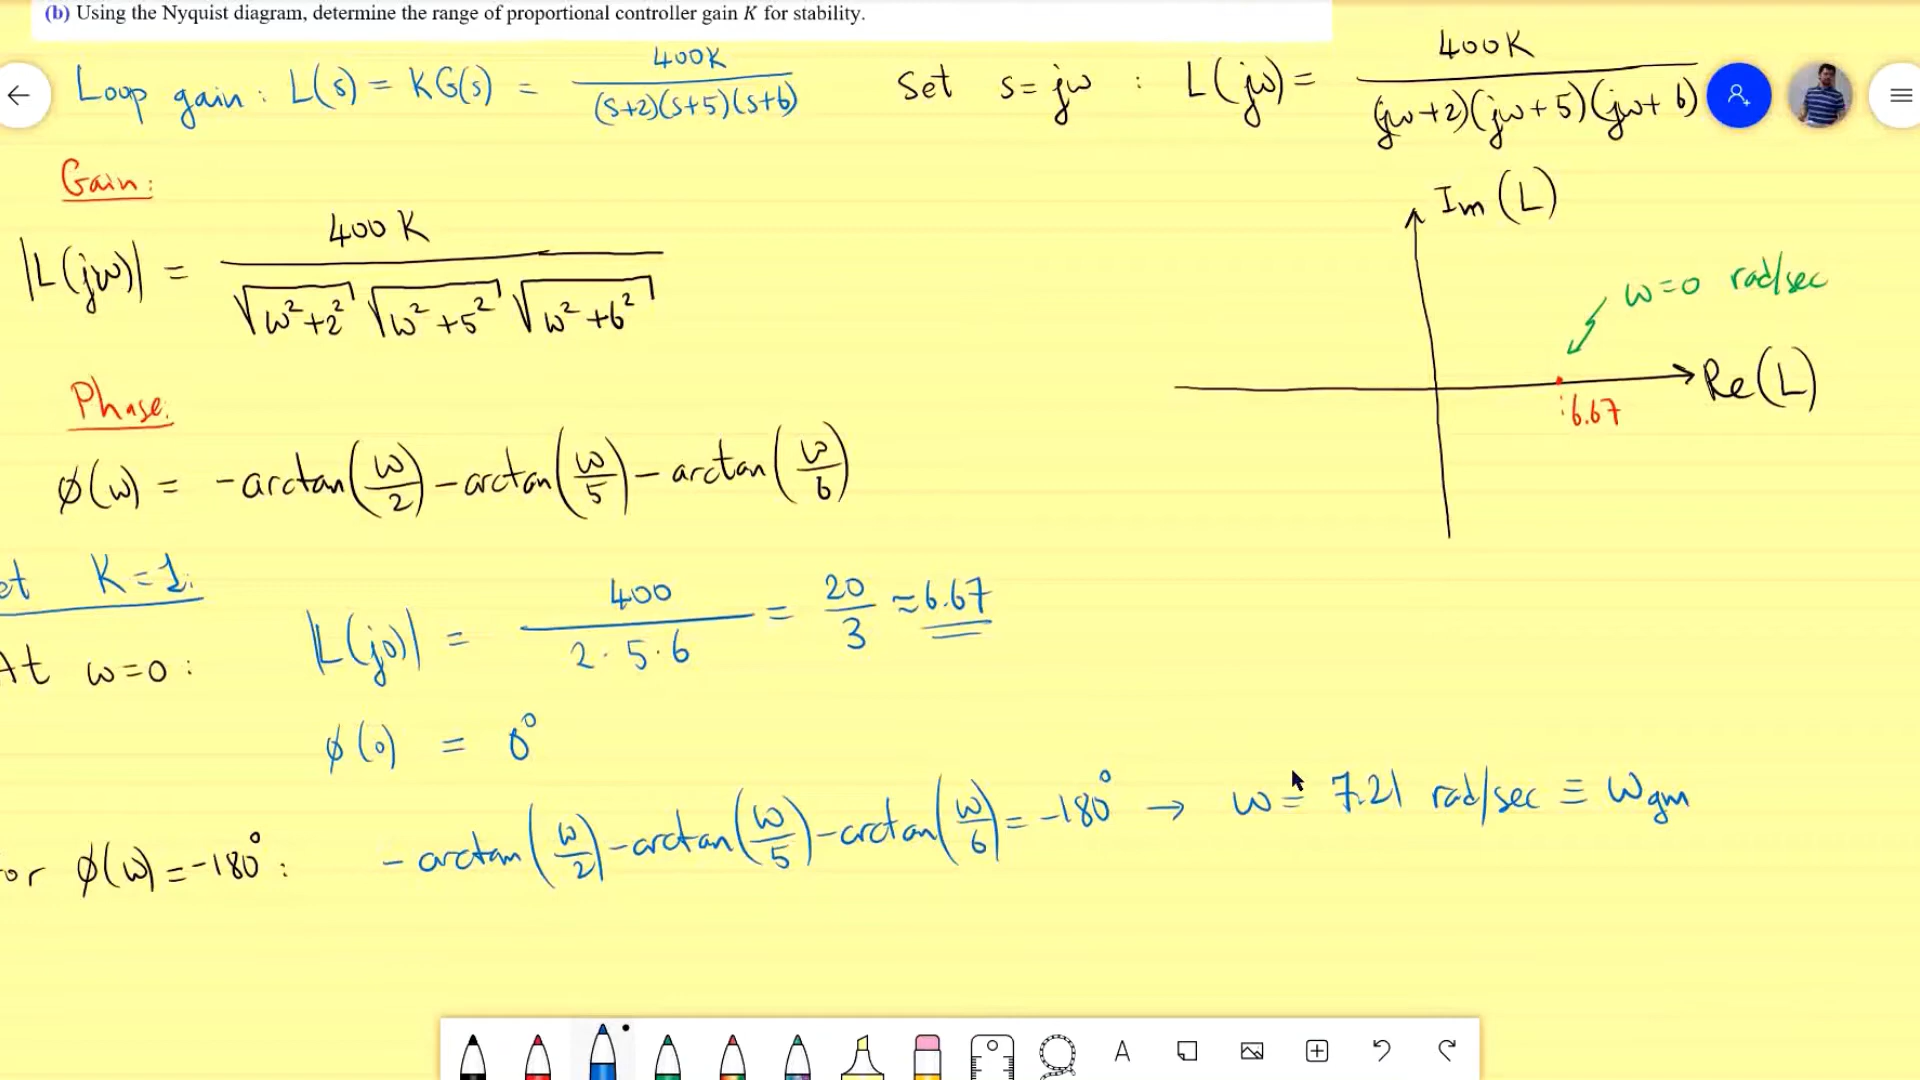 (b) Using the Nyquist diagram, determine the range of proportional controller gain K for stability.
Loop gain: L(s) = KG(s) = 400K / (s+2)(s+5)(s+6)
Set s=jω : L(jω) = 400K / (jω+2)(jω+5)(jω+6)
Gain:
|L(jω)| = 400K / √ω²+2² √ω²+5² √ω²+6²
Im(L)
ω=0 rad/sec
Re(L)
6.67
Phase:
ø(ω) = -arctan(ω/2) - arctan(ω/5) - arctan(ω/6)
et K=1:
At ω=0: |L(j0)| = 400 / 2·5·6 = 20/3 ≈ 6.67
ø(0) = 0°
or ø(ω) = -180°: -arctan(ω/2) - arctan(ω/5) - arctan(ω/6) = -180° → ω = 7.21 rad/sec ≡ ωgm
A